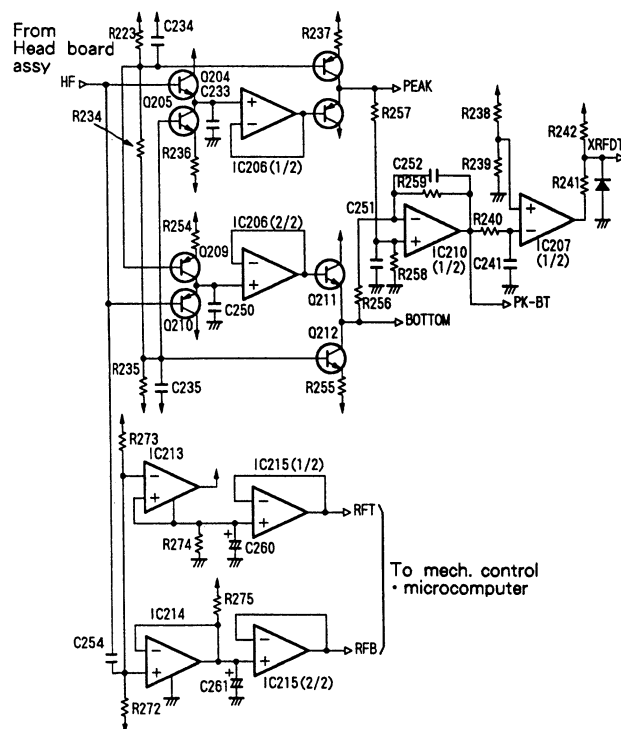 From
Head board
assy
HF
R223
C234
R237
Q204
C233
Q205
R234
R236
IC206(1/2)
PEAK
R257
R238
R242
XRFDT
R239
R241
C252
R259
C251
R240
IC210
(1/2)
IC207
(1/2)
R258
C241
R256
PK-BT
R254
IC206(2/2)
Q209
Q210
C250
Q211
BOTTOM
Q212
R235
C235
R255
R273
IC213
IC215(1/2)
RFT
R274
C260
To mech. control
・microcomputer
IC214
R275
C254
C261
IC215(2/2)
RFB
R272